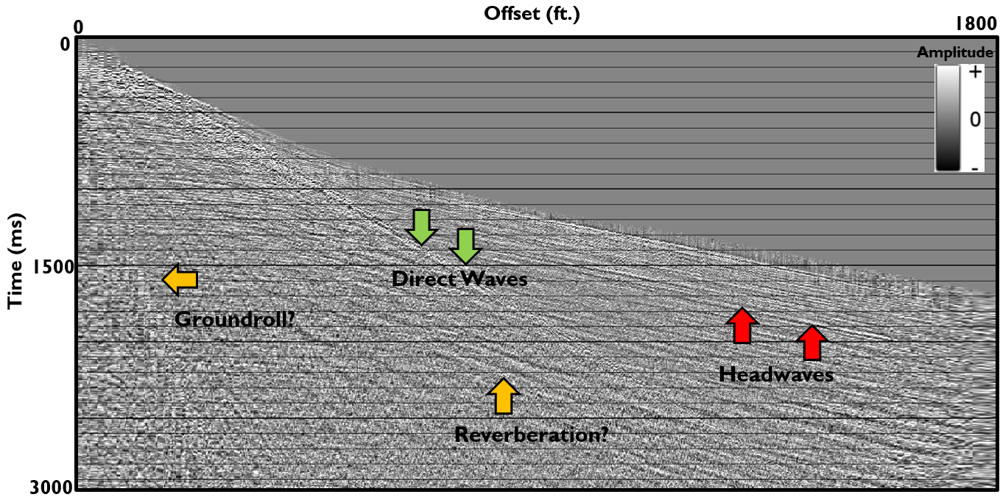 Offset (ft.)
0
1800
0
Amplitude
+
0
-
Time (ms)
1500
Direct Waves
Groundroll?
Headwaves
Reverberation?
3000